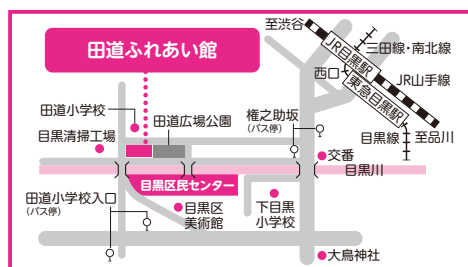 田道ふれあい館
至渋谷
JR目黒駅
三田線・南北線
西口
JR山手線
東急目黒駅
田道小学校
田道広場公園
権之助坂
(バス停)
目黒線
至品川
目黒清掃工場
交番
目黒川
目黒区民センター
田道小学校入口
(バス停)
目黒区
美術館
下目黒
小学校
大鳥神社